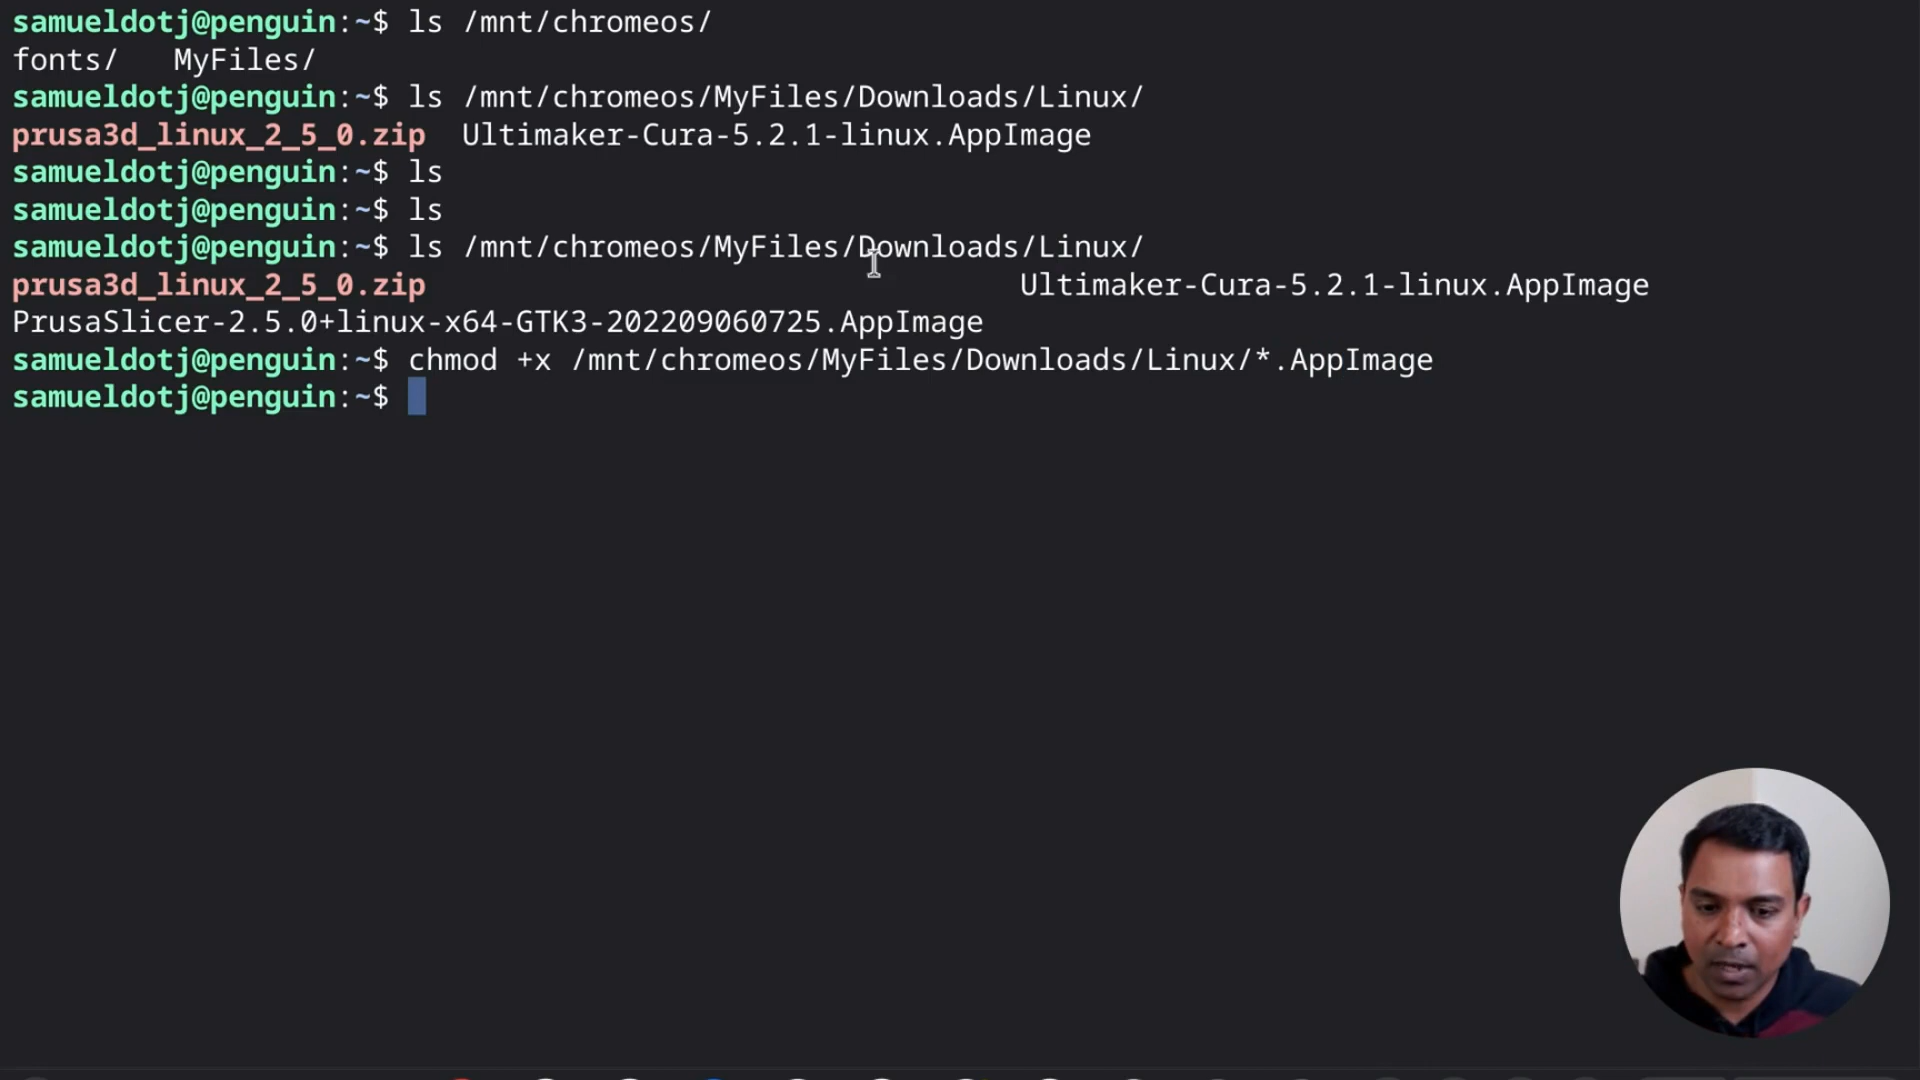 samueldotj@penguin:~$ ls /mnt/chromeos/
fonts/   MyFiles/
samueldotj@penguin:~$ ls /mnt/chromeos/MyFiles/Downloads/Linux/
prusa3d_linux_2_5_0.zip  Ultimaker-Cura-5.2.1-linux.AppImage
samueldotj@penguin:~$ ls
samueldotj@penguin:~$ ls
samueldotj@penguin:~$ ls /mnt/chromeos/MyFiles/Downloads/Linux/
prusa3d_linux_2_5_0.zip                                 Ultimaker-Cura-5.2.1-linux.AppImage
PrusaSlicer-2.5.0+linux-x64-GTK3-202209060725.AppImage
samueldotj@penguin:~$ chmod +x /mnt/chromeos/MyFiles/Downloads/Linux/*.AppImage
samueldotj@penguin:~$